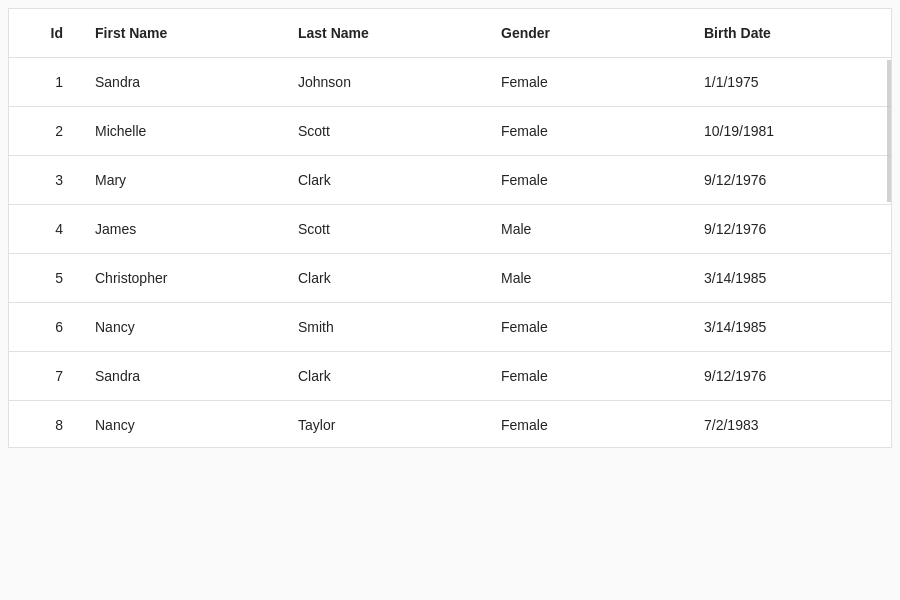 Id First Name Last Name Gender Birth Date
1 Sandra Johnson Female 1/1/1975
2 Michelle Scott Female 10/19/1981
3 Mary Clark Female 9/12/1976
4 James Scott Male 9/12/1976
5 Christopher Clark Male 3/14/1985
6 Nancy Smith Female 3/14/1985
7 Sandra Clark Female 9/12/1976
8 Nancy Taylor Female 7/2/1983